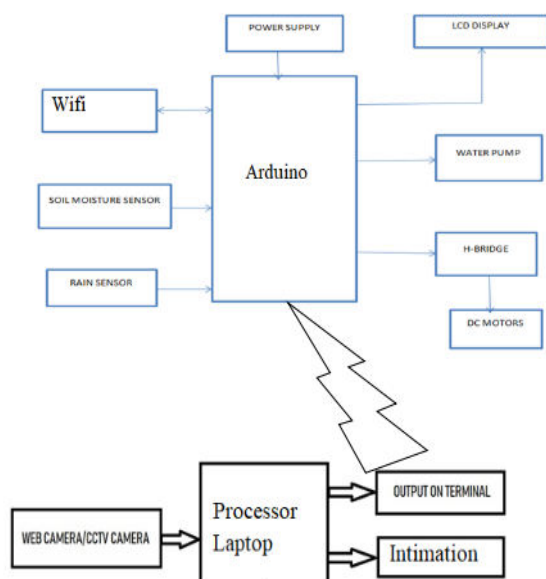 POWER SUPPLY
LCD DISPLAY
Wifi
Arduino
WATER PUMP
SOIL MOISTURE SENSOR
H-BRIDGE
RAIN SENSOR
DC MOTORS
WEB CAMERA/CCTV CAMERA
Processor
Laptop
OUTPUT ON TERMINAL
Intimation